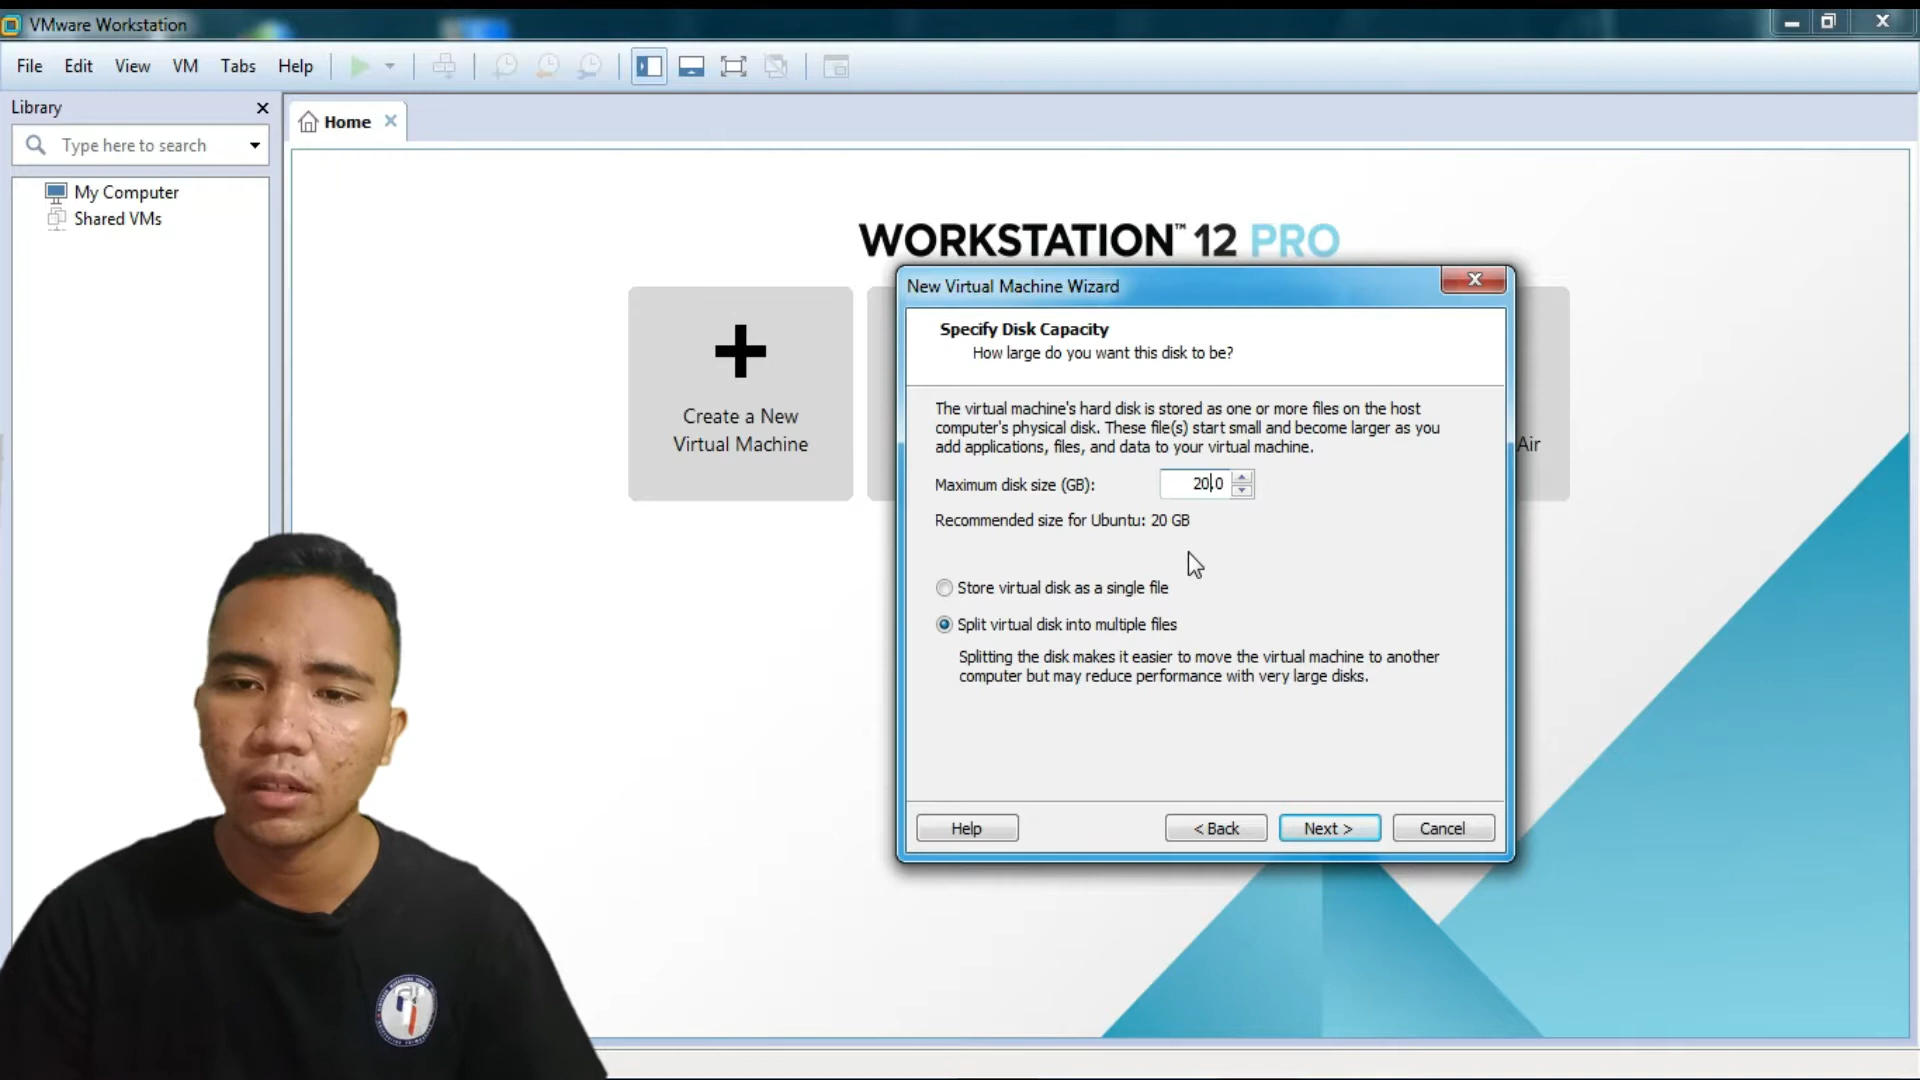 VMware Workstation
File Edit View VM Tabs Help
Library
Home
Type here to search
My Computer
Shared VMs
WORKSTATION™ 12 PRO
Create a New
Virtual Machine
Air
New Virtual Machine Wizard
Specify Disk Capacity
How large do you want this disk to be?
The virtual machine's hard disk is stored as one or more files on the host
computer's physical disk. These file(s) start small and become larger as you
add applications, files, and data to your virtual machine.
Maximum disk size (GB): 20.0
Recommended size for Ubuntu: 20 GB
Store virtual disk as a single file
Split virtual disk into multiple files
Splitting the disk makes it easier to move the virtual machine to another
computer but may reduce performance with very large disks.
Help < Back Next > Cancel